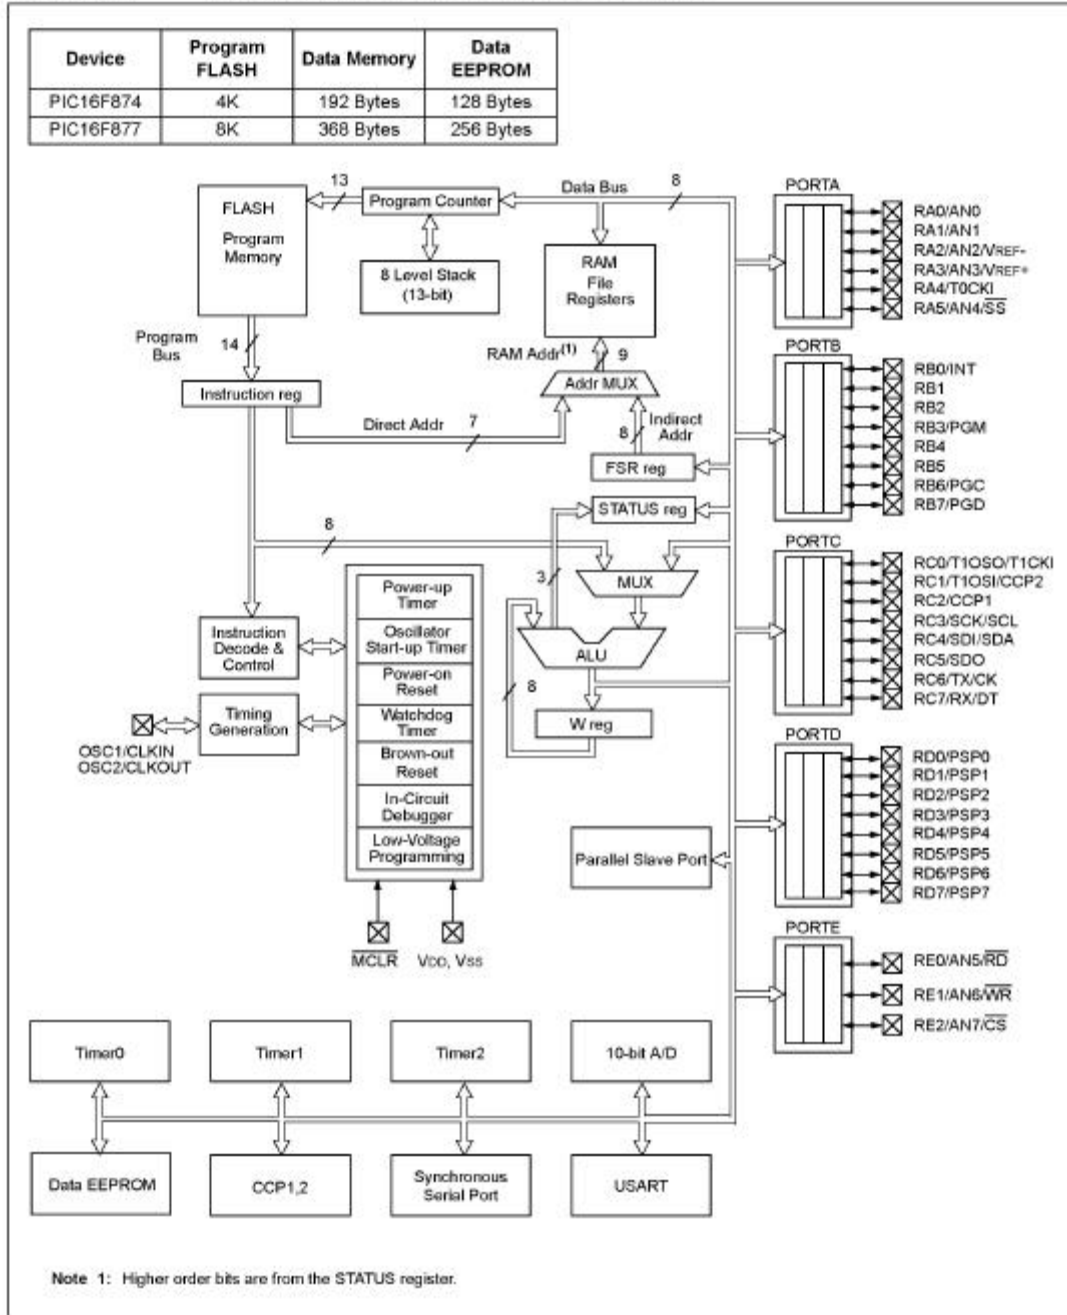 Device Program FLASH Data Memory Data EEPROM
PIC16F874 4K 192 Bytes 128 Bytes
PIC16F877 8K 368 Bytes 256 Bytes
FLASH
Program
Memory
13
Program Counter
Data Bus
8
8 Level Stack
(13-bit)
RAM
File
Registers
Program
Bus
14
RAM Addr(1)
9
Addr MUX
Instruction reg
Direct Addr
7
8
Indirect
Addr
FSR reg
STATUS reg
8
3
MUX
ALU
8
W reg
Power-up
Timer
Oscillator
Start-up Timer
Power-on
Reset
Watchdog
Timer
Brown-out
Reset
In-Circuit
Debugger
Low-Voltage
Programming
Instruction
Decode &
Control
Timing
Generation
OSC1/CLKIN
OSC2/CLKOUT
MCLR
VDD, VSS
Parallel Slave Port
PORTA
RA0/AN0
RA1/AN1
RA2/AN2/VREF-
RA3/AN3/VREF+
RA4/T0CKI
RA5/AN4/SS
PORTB
RB0/INT
RB1
RB2
RB3/PGM
RB4
RB5
RB6/PGC
RB7/PGD
PORTC
RC0/T1OSO/T1CKI
RC1/T1OSI/CCP2
RC2/CCP1
RC3/SCK/SCL
RC4/SDI/SDA
RC5/SDO
RC6/TX/CK
RC7/RX/DT
PORTD
RD0/PSP0
RD1/PSP1
RD2/PSP2
RD3/PSP3
RD4/PSP4
RD5/PSP5
RD6/PSP6
RD7/PSP7
PORTE
RE0/AN5/RD
RE1/AN6/WR
RE2/AN7/CS
Timer0
Timer1
Timer2
10-bit A/D
Data EEPROM
CCP1,2
Synchronous
Serial Port
USART
Note 1: Higher order bits are from the STATUS register.